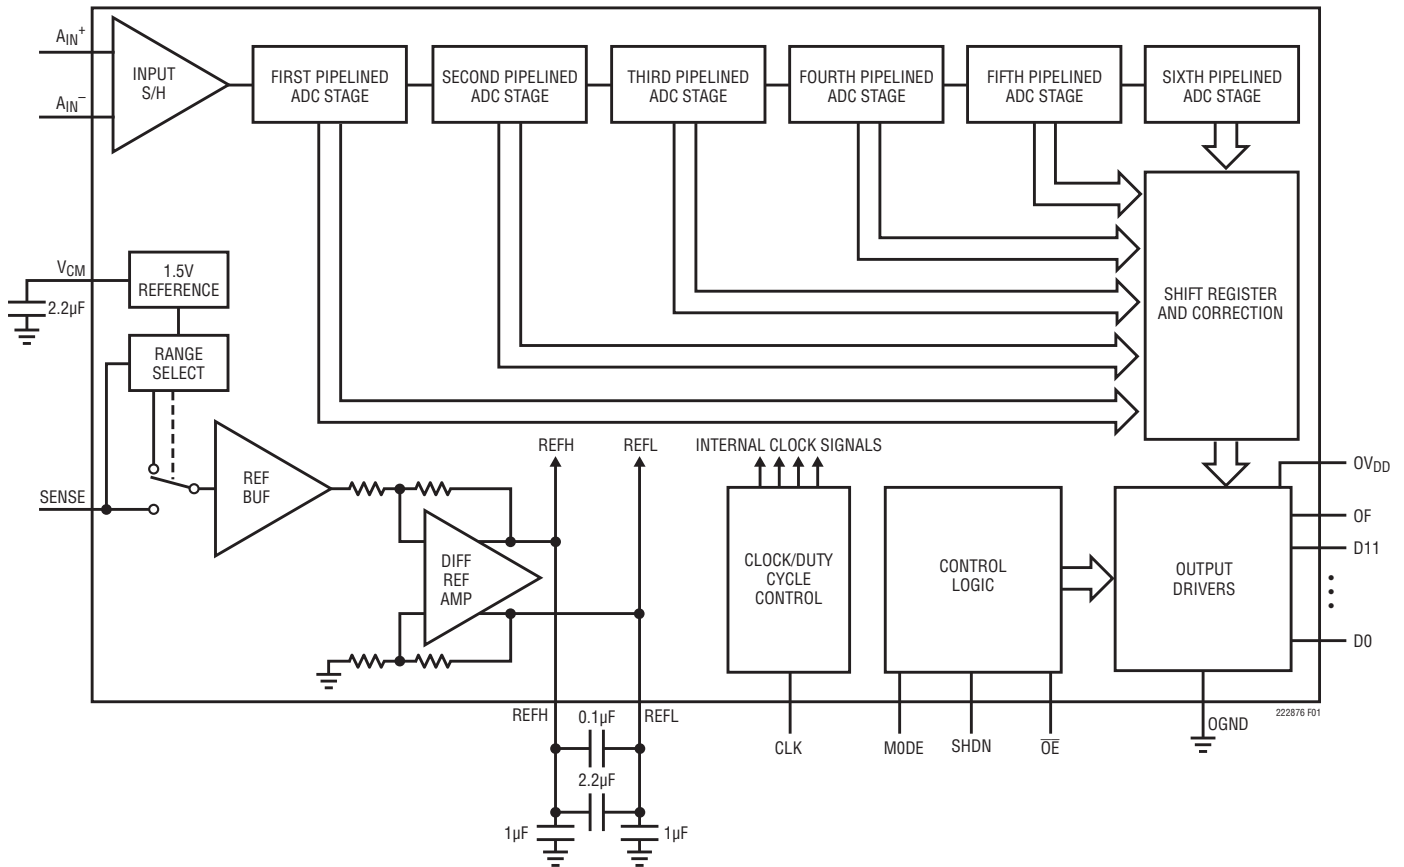 AIN+
INPUT
S/H
AIN–
FIRST PIPELINED
ADC STAGE
SECOND PIPELINED
ADC STAGE
THIRD PIPELINED
ADC STAGE
FOURTH PIPELINED
ADC STAGE
FIFTH PIPELINED
ADC STAGE
SIXTH PIPELINED
ADC STAGE
VCM
2.2µF
1.5V
REFERENCE
RANGE
SELECT
SHIFT REGISTER
AND CORRECTION
SENSE
REF
BUF
REFH
REFL
INTERNAL CLOCK SIGNALS
DIFF
REF
AMP
CLOCK/DUTY
CYCLE
CONTROL
CONTROL
LOGIC
OUTPUT
DRIVERS
OVDD
OF
D11
D0
REFH
0.1µF
REFL
2.2µF
1µF
1µF
CLK
MODE
SHDN
O̅E̅
OGND
222876 F01